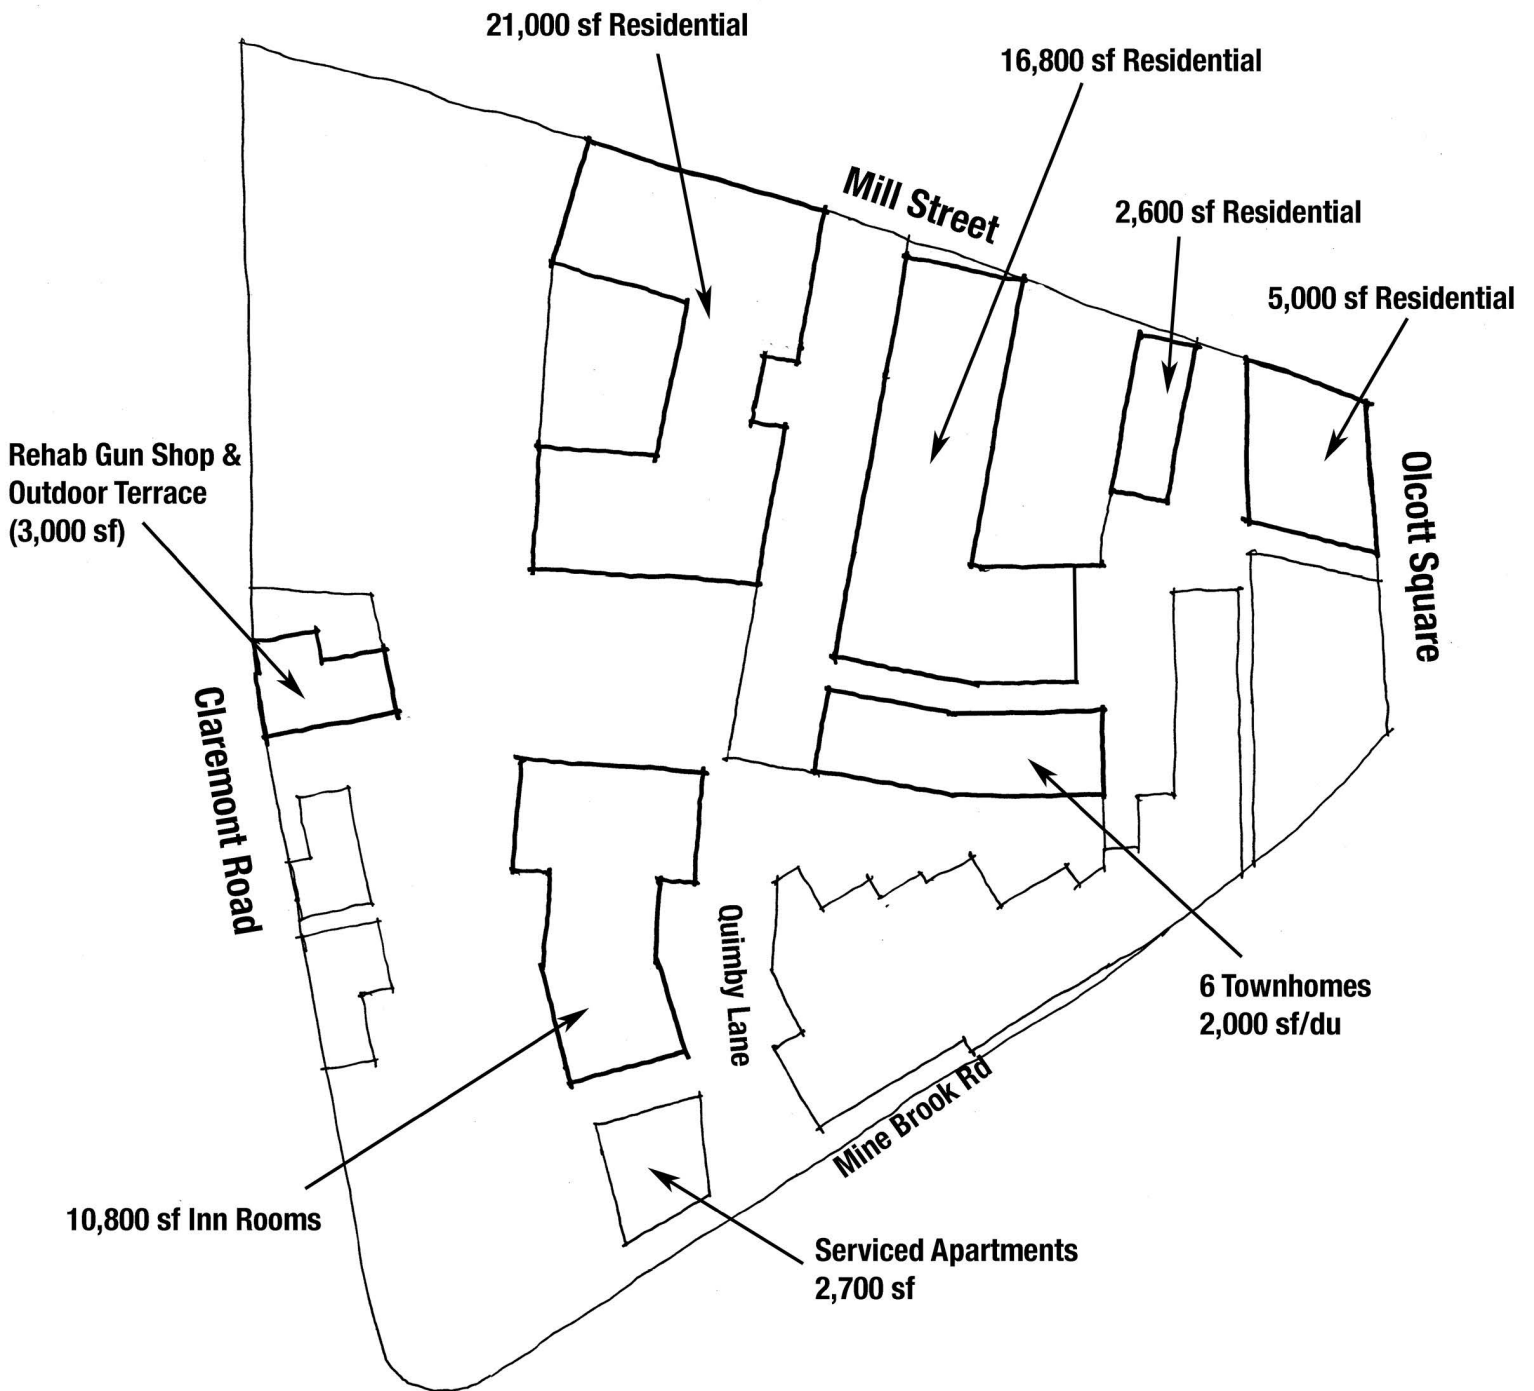 21,000 sf Residential
16,800 sf Residential
Mill Street
2,600 sf Residential
5,000 sf Residential
Rehab Gun Shop &
Outdoor Terrace
(3,000 sf)
Olcott Square
Claremont Road
Quimby Lane
6 Townhomes
2,000 sf/du
Mine Brook Rd
10,800 sf Inn Rooms
Serviced Apartments
2,700 sf